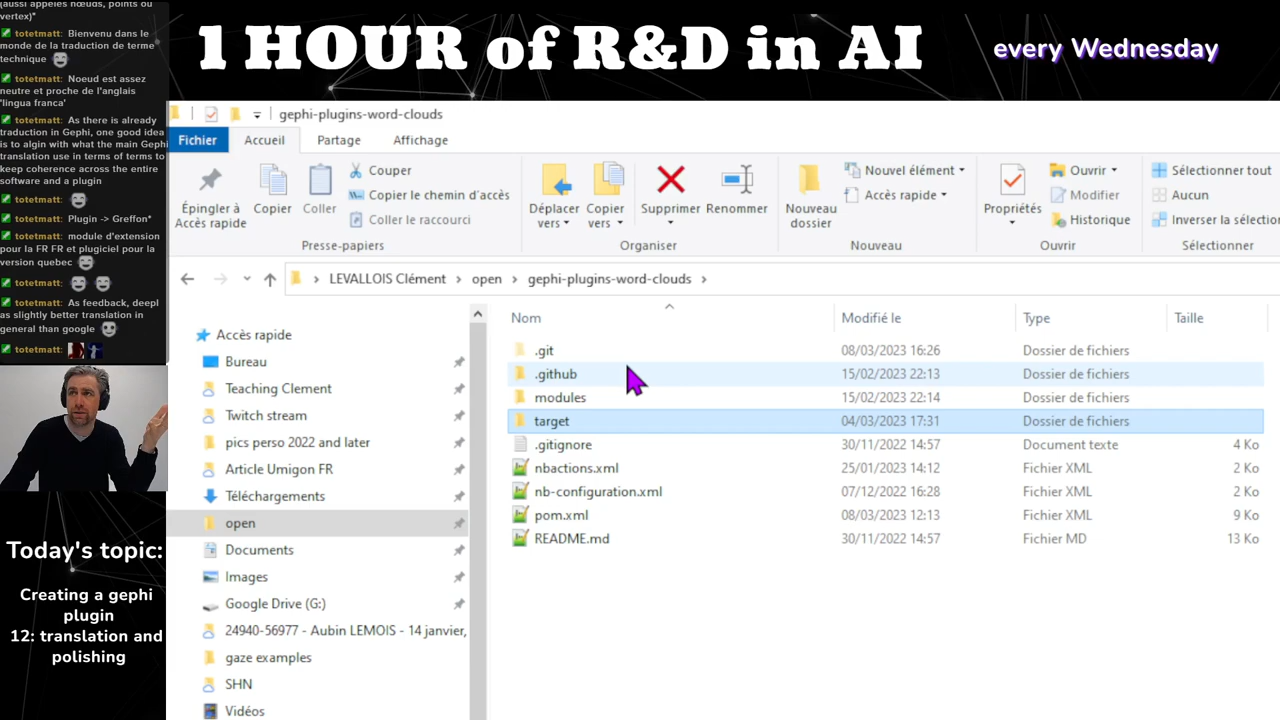 (aussi appelés nœuds, points ou
vertex)*
totetmatt: Bienvenu dans le
monde de la traduction de terme
technique
totetmatt: Noeud est assez
neutre et proche de l'anglais
'lingua franca'
totetmatt: As there is already
traduction in Gephi, one good idea
is to algin with what the main Gephi
translation use in terms of terms to
keep coherence across the entire
software and a plugin
totetmatt:
totetmatt: Plugin -> Greffon*
totetmatt: module d'extension
pour la FR FR et plugiciel pour la
version quebec
totetmatt:
totetmatt: As feedback, deepl
as slightly better translation in
general than google
totetmatt:
1 HOUR of R&D in AI
every Wednesday
gephi-plugins-word-clouds
Fichier
Accueil
Partage
Affichage
Épingler à
Accès rapide
Copier
Coller
Couper
Copier le chemin d'accès
Coller le raccourci
Presse-papiers
Déplacer
vers
Copier
vers
Supprimer
Renommer
Organiser
Nouveau
dossier
Nouvel élément
Accès rapide
Nouveau
Propriétés
Ouvrir
Modifier
Historique
Ouvrir
Sélectionner tout
Aucun
Inverser la sélectio
Sélectionner
LEVALLOIS Clément > open > gephi-plugins-word-clouds >
Accès rapide
Bureau
Teaching Clement
Twitch stream
pics perso 2022 and later
Article Umigon FR
Téléchargements
open
Documents
Images
Google Drive (G:)
24940-56977 - Aubin LEMOIS - 14 janvier,
gaze examples
SHN
Vidéos
Nom Modifié le Type Taille
.git 08/03/2023 16:26 Dossier de fichiers
.github 15/02/2023 22:13 Dossier de fichiers
modules 15/02/2023 22:14 Dossier de fichiers
target 04/03/2023 17:31 Dossier de fichiers
.gitignore 30/11/2022 14:57 Document texte 4 Ko
nbactions.xml 25/01/2023 14:12 Fichier XML 2 Ko
nb-configuration.xml 07/12/2022 16:28 Fichier XML 2 Ko
pom.xml 08/03/2023 12:13 Fichier XML 9 Ko
README.md 30/11/2022 14:57 Fichier MD 13 Ko
Today's topic:
Creating a gephi
plugin
12: translation and
polishing